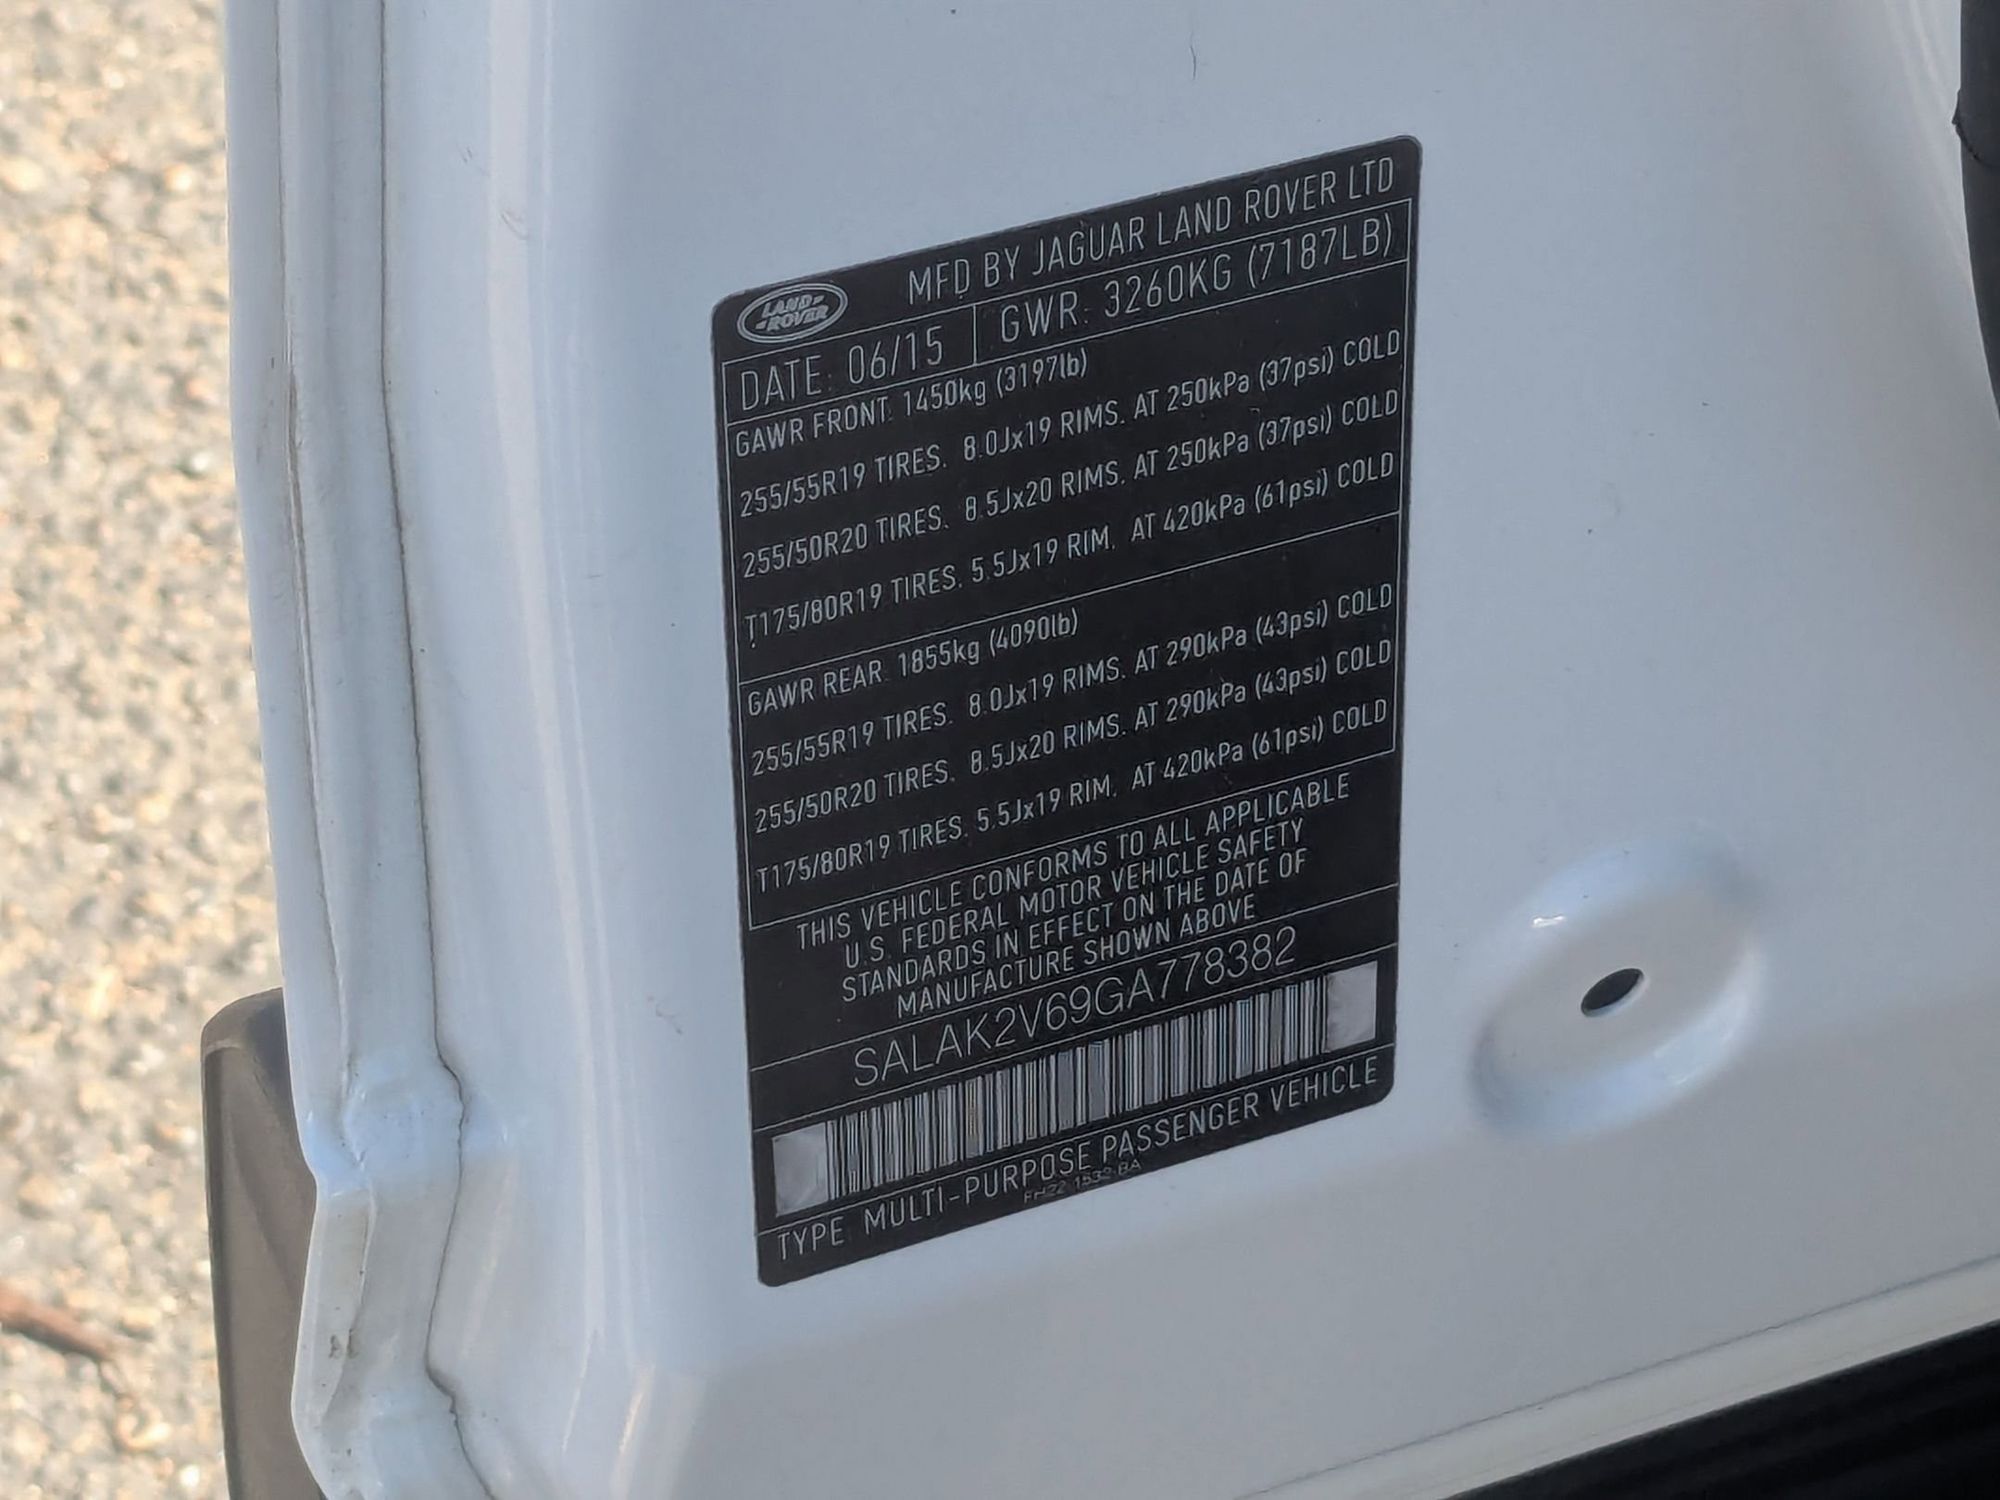 LAND-
-ROVER
MFD BY JAGUAR LAND ROVER LTD
DATE: 06/15 GWR: 3260KG (7187LB)
GAWR FRONT: 1450kg (3197lb)
255/55R19 TIRES. 8.0Jx19 RIMS. AT 250kPa (37psi) COLD
255/50R20 TIRES. 8.5Jx20 RIMS. AT 250kPa (37psi) COLD
T175/80R19 TIRES. 5.5Jx19 RIM. AT 420kPa (61psi) COLD
GAWR REAR: 1855kg (4090lb)
255/55R19 TIRES. 8.0Jx19 RIMS. AT 290kPa (43psi) COLD
255/50R20 TIRES. 8.5Jx20 RIMS. AT 290kPa (43psi) COLD
T175/80R19 TIRES. 5.5Jx19 RIM. AT 420kPa (61psi) COLD
THIS VEHICLE CONFORMS TO ALL APPLICABLE
U.S. FEDERAL MOTOR VEHICLE SAFETY
STANDARDS IN EFFECT ON THE DATE OF
MANUFACTURE SHOWN ABOVE
SALAK2V69GA778382
TYPE: MULTI-PURPOSE PASSENGER VEHICLE